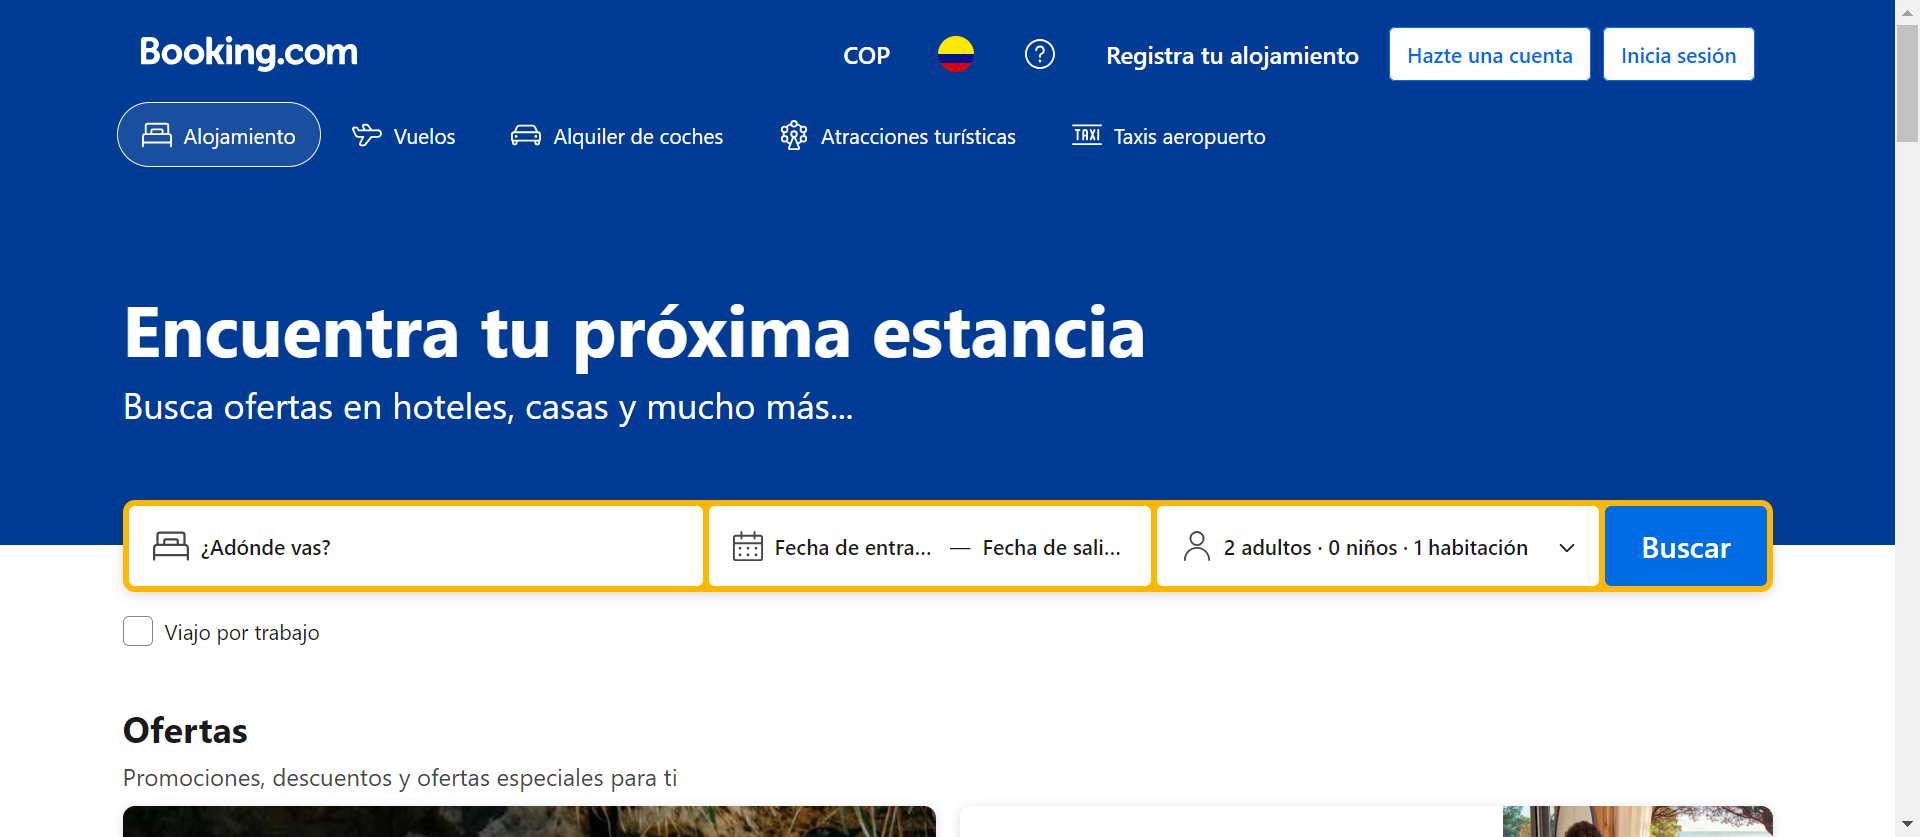 Booking.com
COP
Registra tu alojamiento
Hazte una cuenta
Inicia sesión
Alojamiento
Vuelos
Alquiler de coches
Atracciones turísticas
TAXI Taxis aeropuerto
Encuentra tu próxima estancia
Busca ofertas en hoteles, casas y mucho más...
¿Adónde vas?
Fecha de entra... — Fecha de sali...
2 adultos · 0 niños · 1 habitación
Buscar
Viajo por trabajo
Ofertas
Promociones, descuentos y ofertas especiales para ti